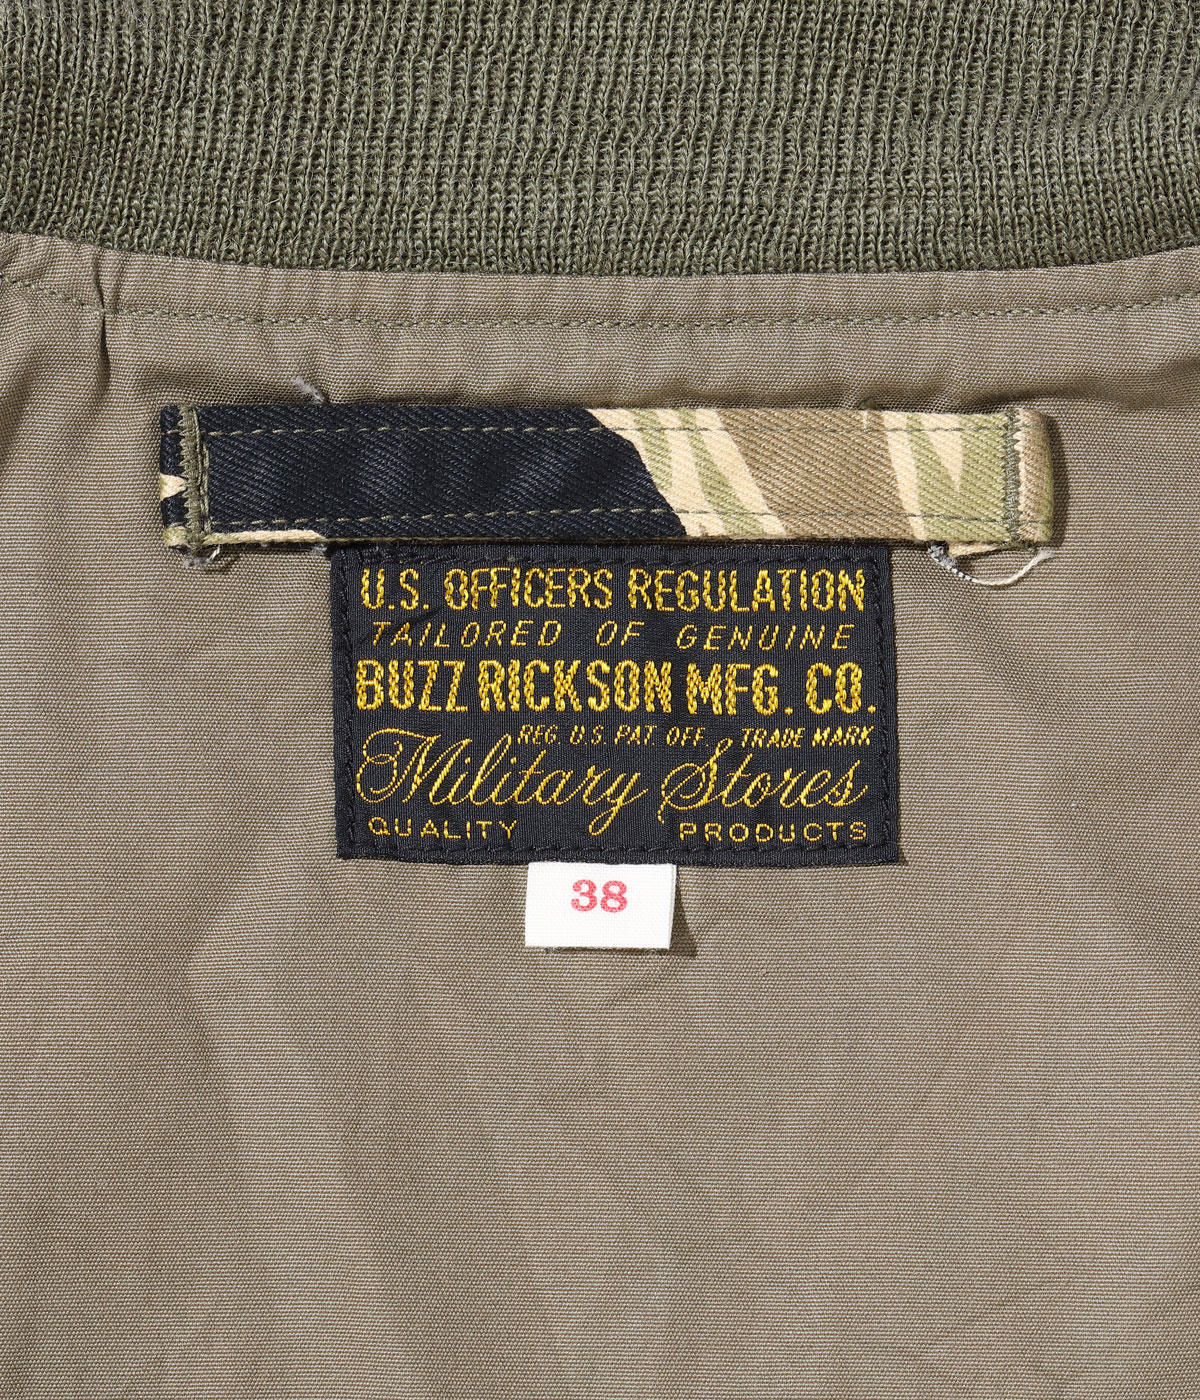 U.S. OFFICERS REGULATION
TAILORED OF GENUINE
BUZZ RICKSON MFG. CO.
REG. U.S. PAT. OFF. TRADE MARK
Military Stores
QUALITY PRODUCTS
38